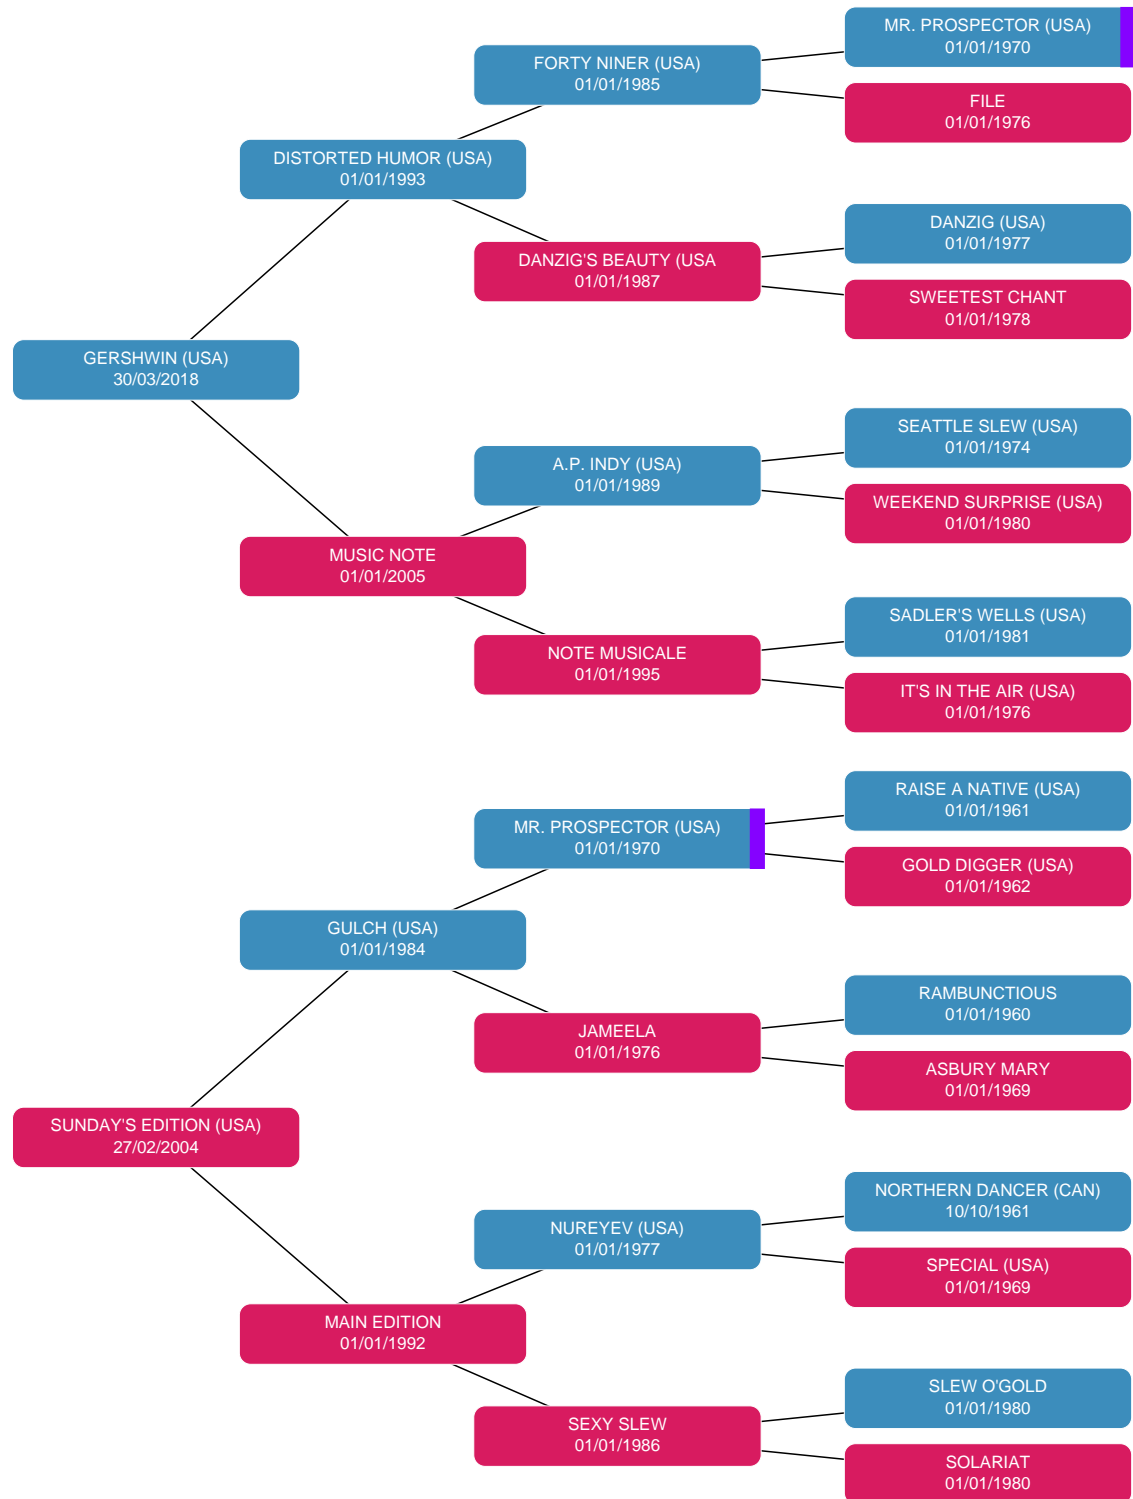 MR. PROSPECTOR (USA)
01/01/1970
FORTY NINER (USA)
01/01/1985
FILE
01/01/1976
DISTORTED HUMOR (USA)
01/01/1993
DANZIG (USA)
01/01/1977
DANZIG'S BEAUTY (USA
01/01/1987
SWEETEST CHANT
01/01/1978
GERSHWIN (USA)
30/03/2018
SEATTLE SLEW (USA)
01/01/1974
A.P. INDY (USA)
01/01/1989
WEEKEND SURPRISE (USA)
01/01/1980
MUSIC NOTE
01/01/2005
SADLER'S WELLS (USA)
01/01/1981
NOTE MUSICALE
01/01/1995
IT'S IN THE AIR (USA)
01/01/1976
RAISE A NATIVE (USA)
01/01/1961
MR. PROSPECTOR (USA)
01/01/1970
GOLD DIGGER (USA)
01/01/1962
GULCH (USA)
01/01/1984
RAMBUNCTIOUS
01/01/1960
JAMEELA
01/01/1976
ASBURY MARY
01/01/1969
SUNDAY'S EDITION (USA)
27/02/2004
NORTHERN DANCER (CAN)
10/10/1961
NUREYEV (USA)
01/01/1977
SPECIAL (USA)
01/01/1969
MAIN EDITION
01/01/1992
SLEW O'GOLD
01/01/1980
SEXY SLEW
01/01/1986
SOLARIAT
01/01/1980